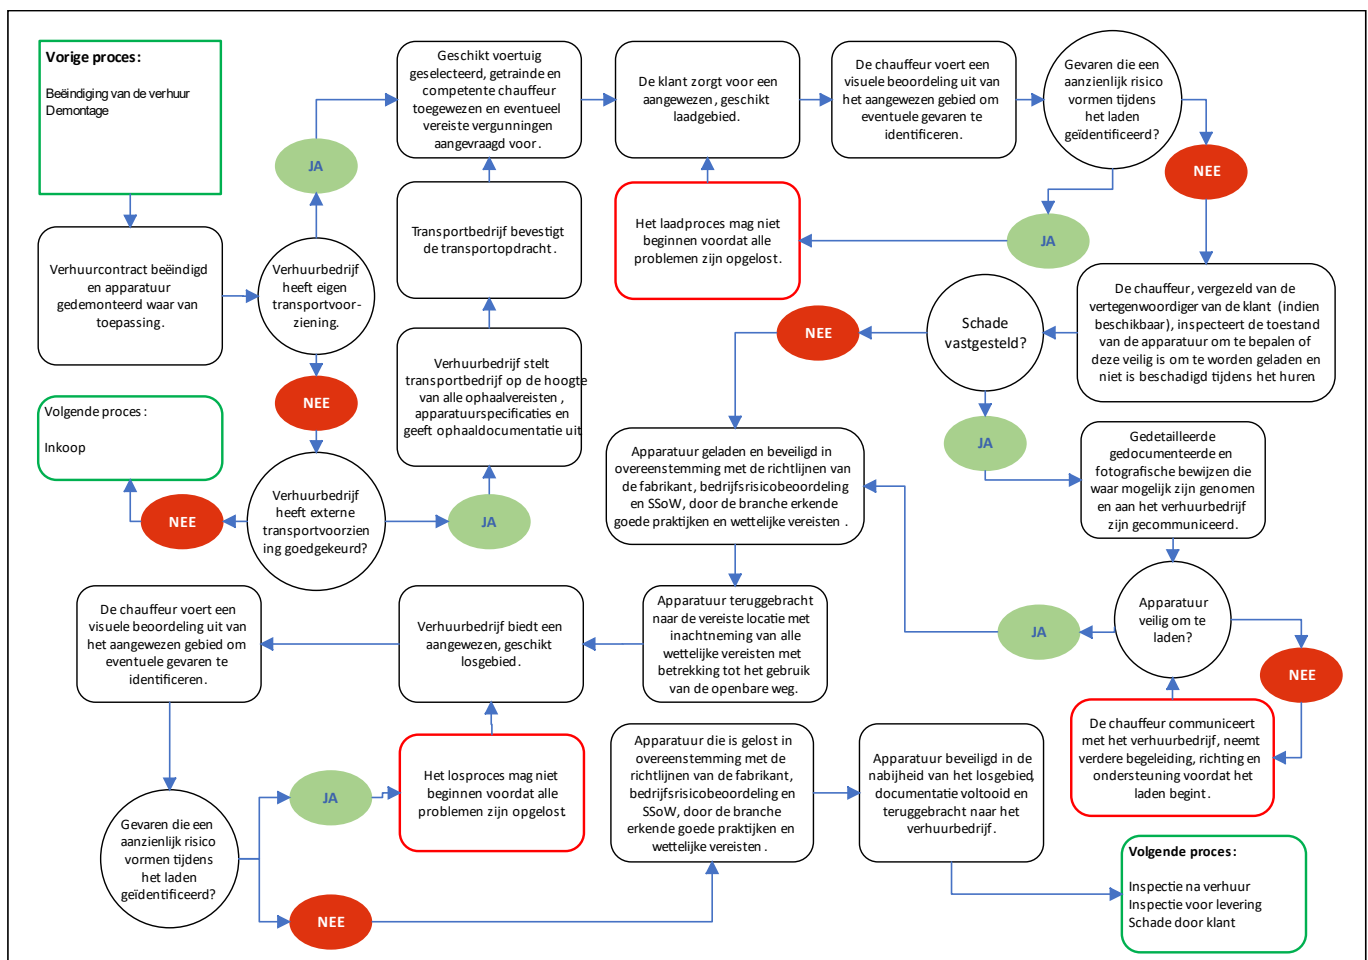 Vorige proces:
Beëindiging van de verhuur
Demontage
Verhuurcontract beëindigd
en apparatuur
gedemonteerd waar van
toepassing.
Verhuurbedrijf
heeft eigen
transportvoor-
ziening.
JA
NEE
Verhuurbedrijf
heeft externe
transportvoorzien
ing goedgekeurd?
NEE
Volgende proces:
Inkoop
JA
Verhuurbedrijf stelt
transportbedrijf op de hoogte
van alle ophaalvereisten,
apparatuurspecificaties en
geeft ophaaldocumentatie uit
Transportbedrijf bevestigt
de transportopdracht.
Geschikt voertuig
geselecteerd, getrainde en
competente chauffeur
toegewezen en eventueel
vereiste vergunningen
aangevraagd voor.
De klant zorgt voor een
aangewezen, geschikt
laadgebied.
De chauffeur voert een
visuele beoordeling uit van
het aangewezen gebied om
eventuele gevaren te
identificeren.
Gevaren die een
aanzienlijk risico
vormen tijdens
het laden
geïdentificeerd?
JA
Het laadproces mag niet
beginnen voordat alle
problemen zijn opgelost.
NEE
De chauffeur, vergezeld van de
vertegenwoordiger van de klant (indien
beschikbaar), inspecteert de toestand
van de apparatuur om te bepalen of
deze veilig is om te worden geladen en
niet is beschadigd tijdens het huren.
Schade
vastgesteld?
NEE
JA
Gedetailleerde
gedocumenteerde en
fotografische bewijzen die
waar mogelijk zijn genomen
en aan het verhuurbedrijf
zijn gecommuniceerd.
Apparatuur
veilig om te
laden?
JA
NEE
De chauffeur communiceert
met het verhuurbedrijf, neemt
verdere begeleiding, richting en
ondersteuning voordat het
laden begint.
Apparatuur geladen en beveiligd in
overeenstemming met de richtlijnen van
de fabrikant, bedrijfsrisicobeoordeling
en SSoW, door de branche erkende
goede praktijken en wettelijke vereisten.
Apparatuur teruggebracht
naar de vereiste locatie met
inachtneming van alle
wettelijke vereisten met
betrekking tot het gebruik
van de openbare weg.
Verhuurbedrijf biedt een
aangewezen, geschikt
losgebied.
De chauffeur voert een
visuele beoordeling uit van
het aangewezen gebied om
eventuele gevaren te
identificeren.
Gevaren die een
aanzienlijk risico
vormen tijdens
het laden
geïdentificeerd?
JA
Het losproces mag niet
beginnen voordat alle
problemen zijn opgelost.
NEE
Apparatuur die is gelost in
overeenstemming met de
richtlijnen van de fabrikant,
bedrijfsrisicobeoordeling en
SSoW, door de branche
erkende goede praktijken en
wettelijke vereisten.
Apparatuur beveiligd in de
nabijheid van het losgebied,
documentatie voltooid en
teruggebracht naar het
verhuurbedrijf.
Volgende proces:
Inspectie na verhuur
Inspectie voor levering
Schade door klant